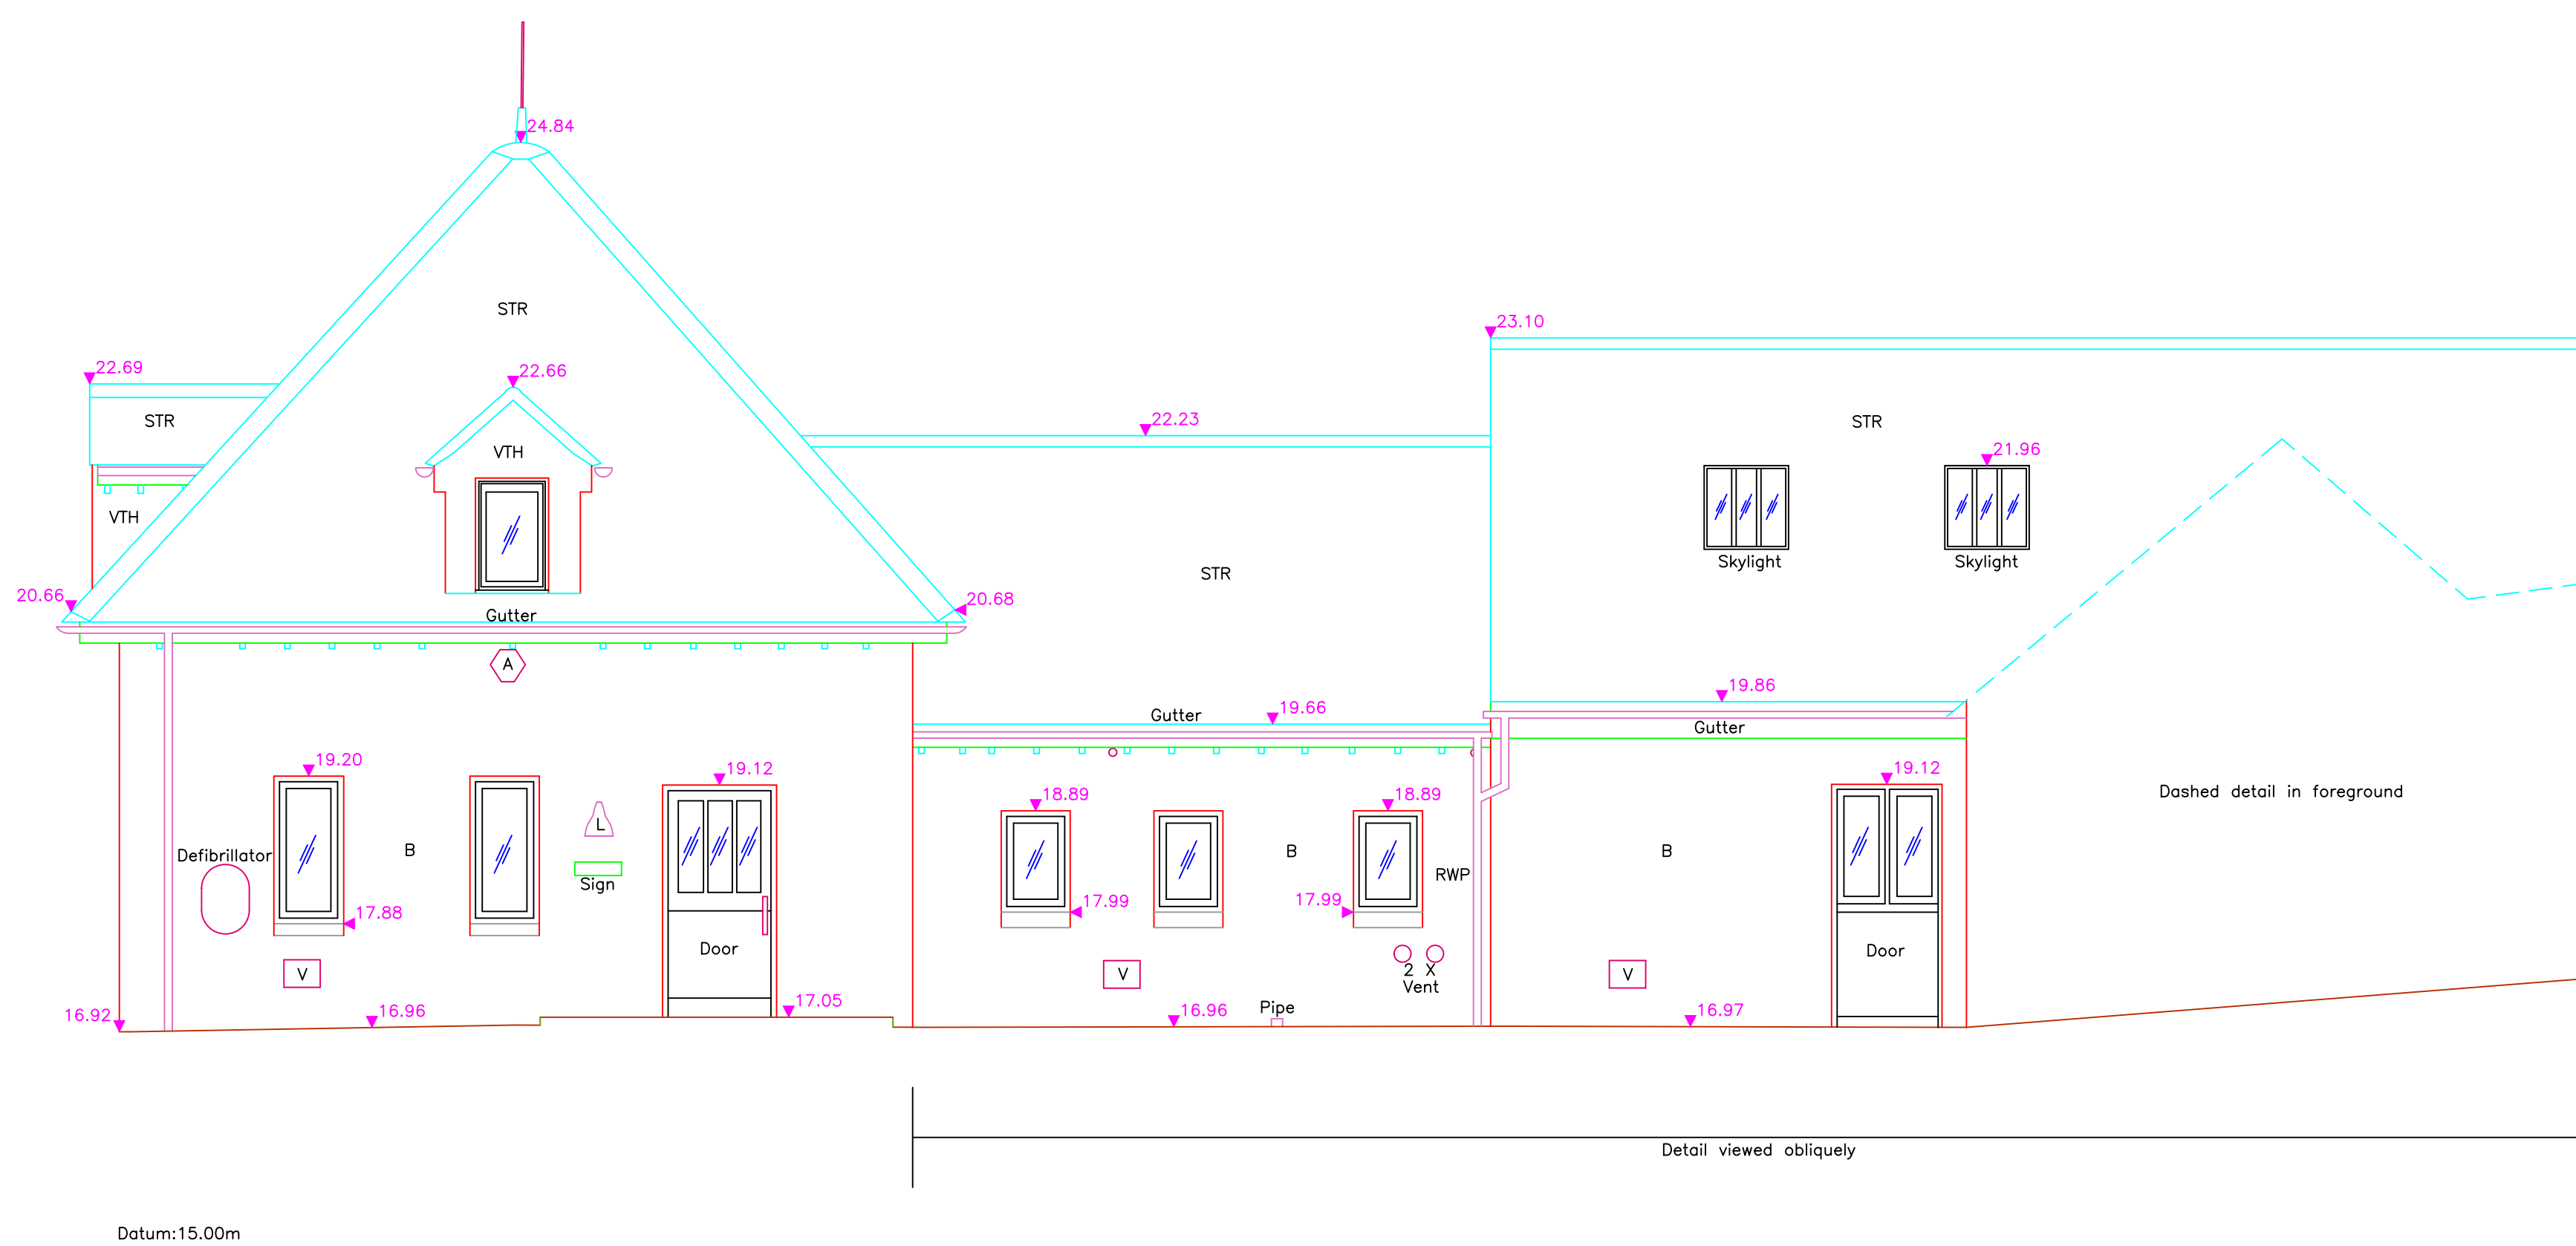 24.84
STR
23.10
22.69
22.66
STR
22.23
STR
VTH
21.96
VTH
Skylight
Skylight
STR
20.66
20.68
Gutter
A
19.86
19.66
Gutter
Gutter
19.20
19.12
19.12
18.89
18.89
Dashed detail in foreground
L
Defibrillator
B
B
B
Sign
RWP
17.88
17.99
17.99
Door
Door
V
V
2 X
Vent
V
16.92
16.96
17.05
16.96
Pipe
16.97
Detail viewed obliquely
Datum:15.00m